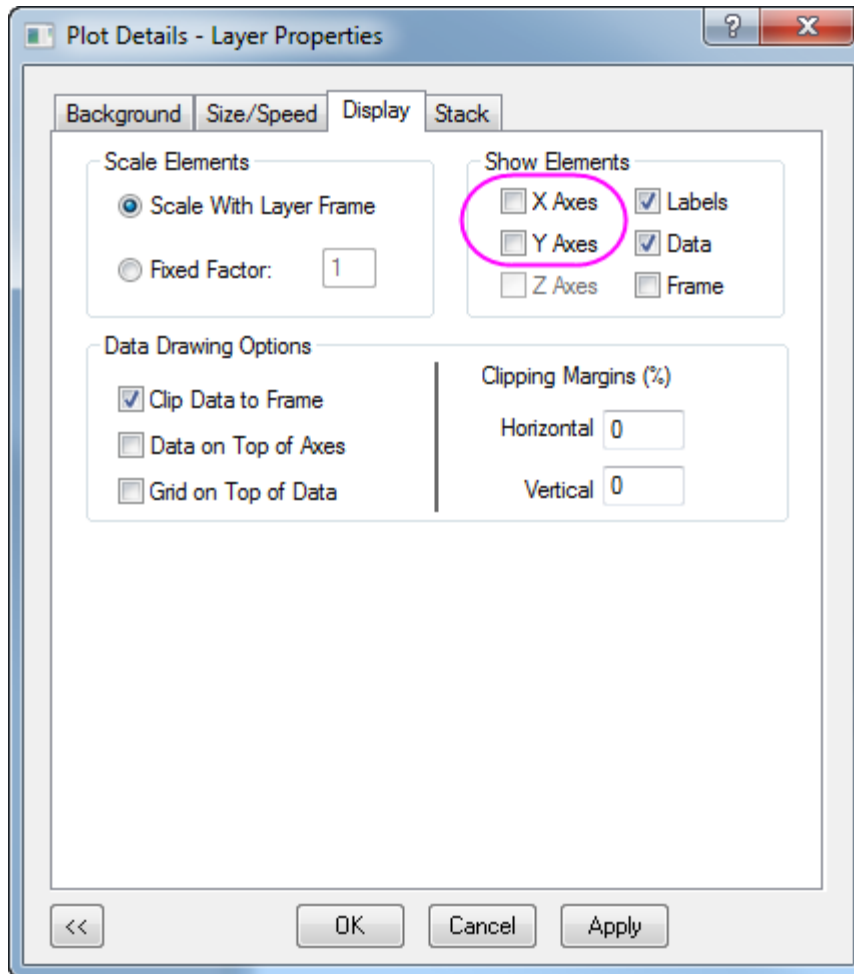 Plot Details - Layer Properties
?
X
Background Size/Speed Display Stack
Scale Elements
Scale With Layer Frame
Fixed Factor: 1
Show Elements
X Axes Labels
Y Axes Data
Z Axes Frame
Data Drawing Options
Clip Data to Frame
Data on Top of Axes
Grid on Top of Data
Clipping Margins (%)
Horizontal 0
Vertical 0
<< OK Cancel Apply